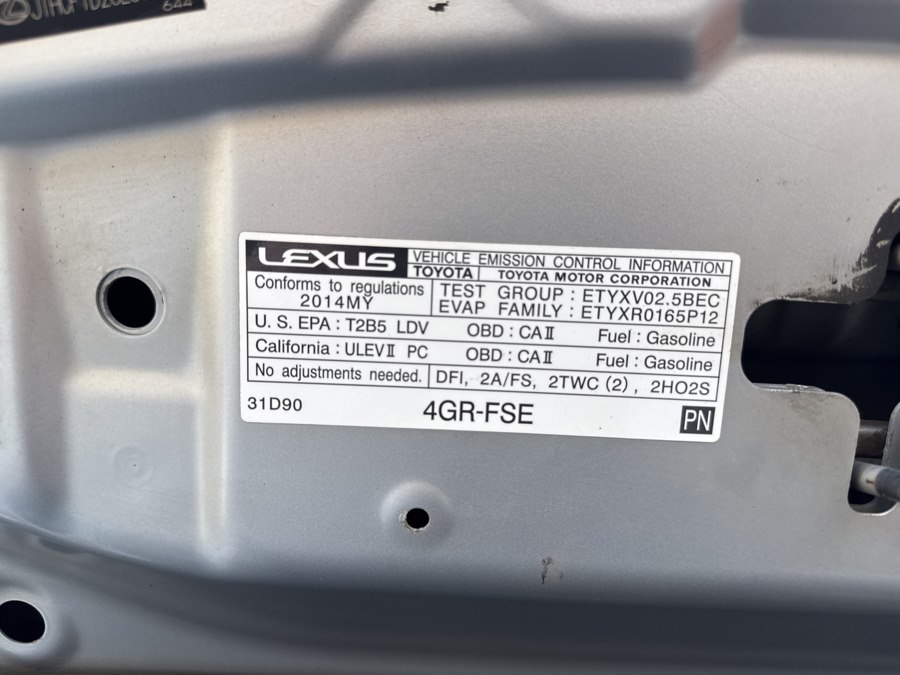 644
LEXUS VEHICLE EMISSION CONTROL INFORMATION
TOYOTA TOYOTA MOTOR CORPORATION
Conforms to regulations
2014MY
TEST GROUP : ETYXV02.5BEC
EVAP FAMILY : ETYXR0165P12
U. S. EPA : T2B5 LDV OBD : CAⅡ Fuel : Gasoline
California : ULEVⅡ PC OBD : CAⅡ Fuel : Gasoline
No adjustments needed. DFI, 2A/FS, 2TWC (2) , 2HO2S
31D90 4GR-FSE PN